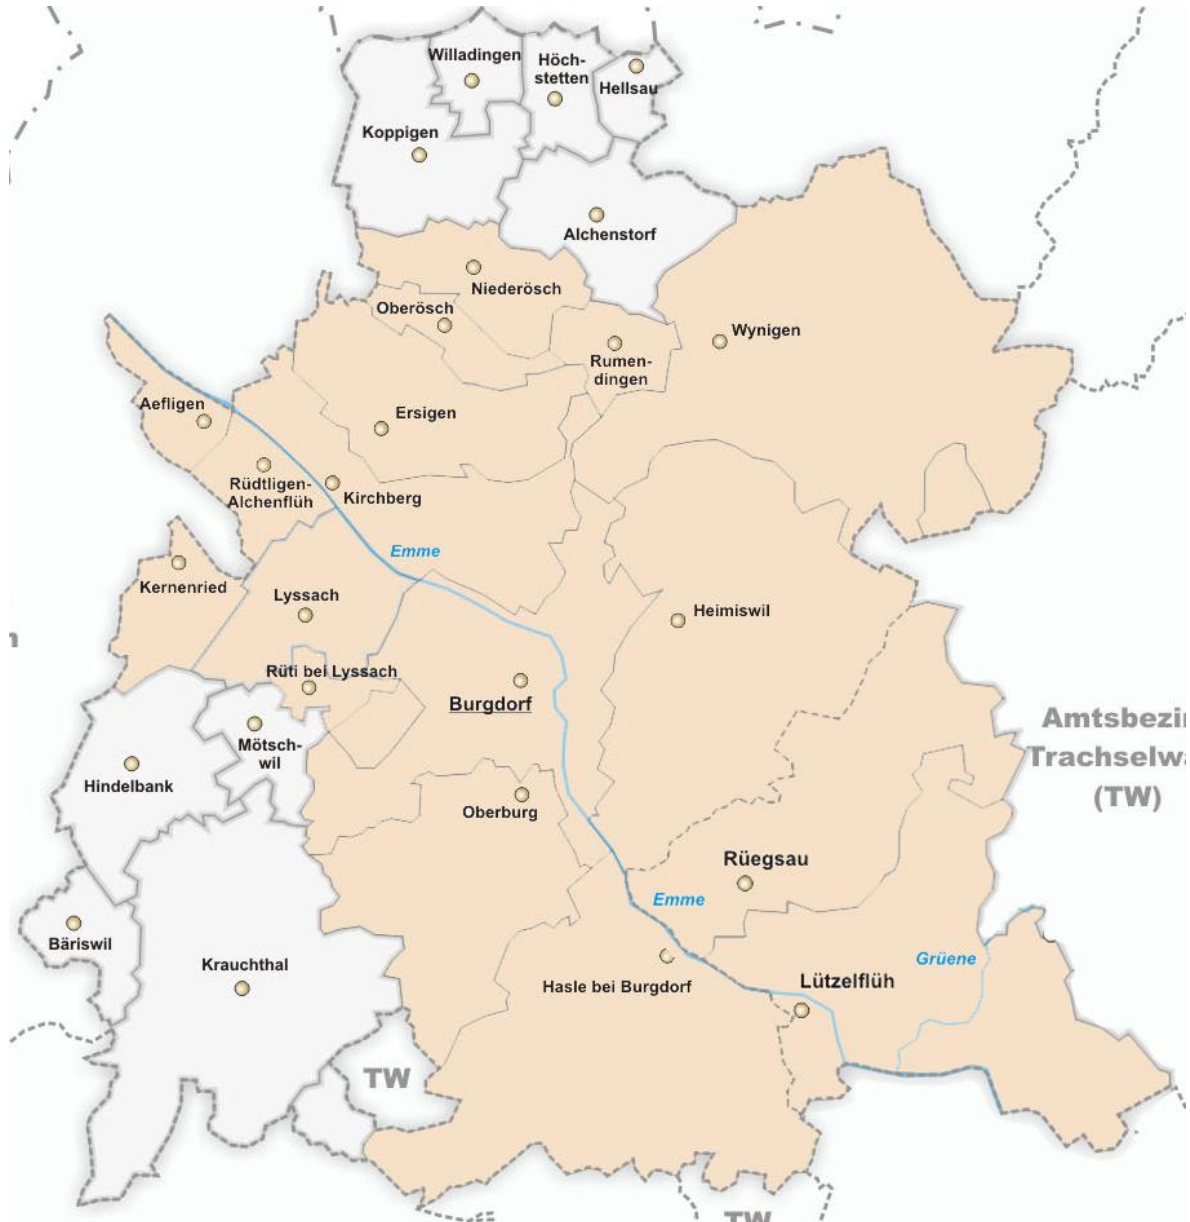 Willadingen
Höch-
stetten
Hellsau
Koppigen
Alchenstorf
Niederösch
Oberösch
Wynigen
Rumen-
dingen
Aefligen
Ersigen
Rüdtligen-
Alchenflüh
Kirchberg
Emme
Kernenried
Lyssach
Heimiswil
n
Rüti bei Lyssach
Burgdorf
Amtsbezi
Trachselwa
(TW)
Mötsch-
wil
Hindelbank
Oberburg
Rüegsau
Emme
Bäriswil
Krauchthal
Grüene
Hasle bei Burgdorf
Lützelflüh
TW
TW